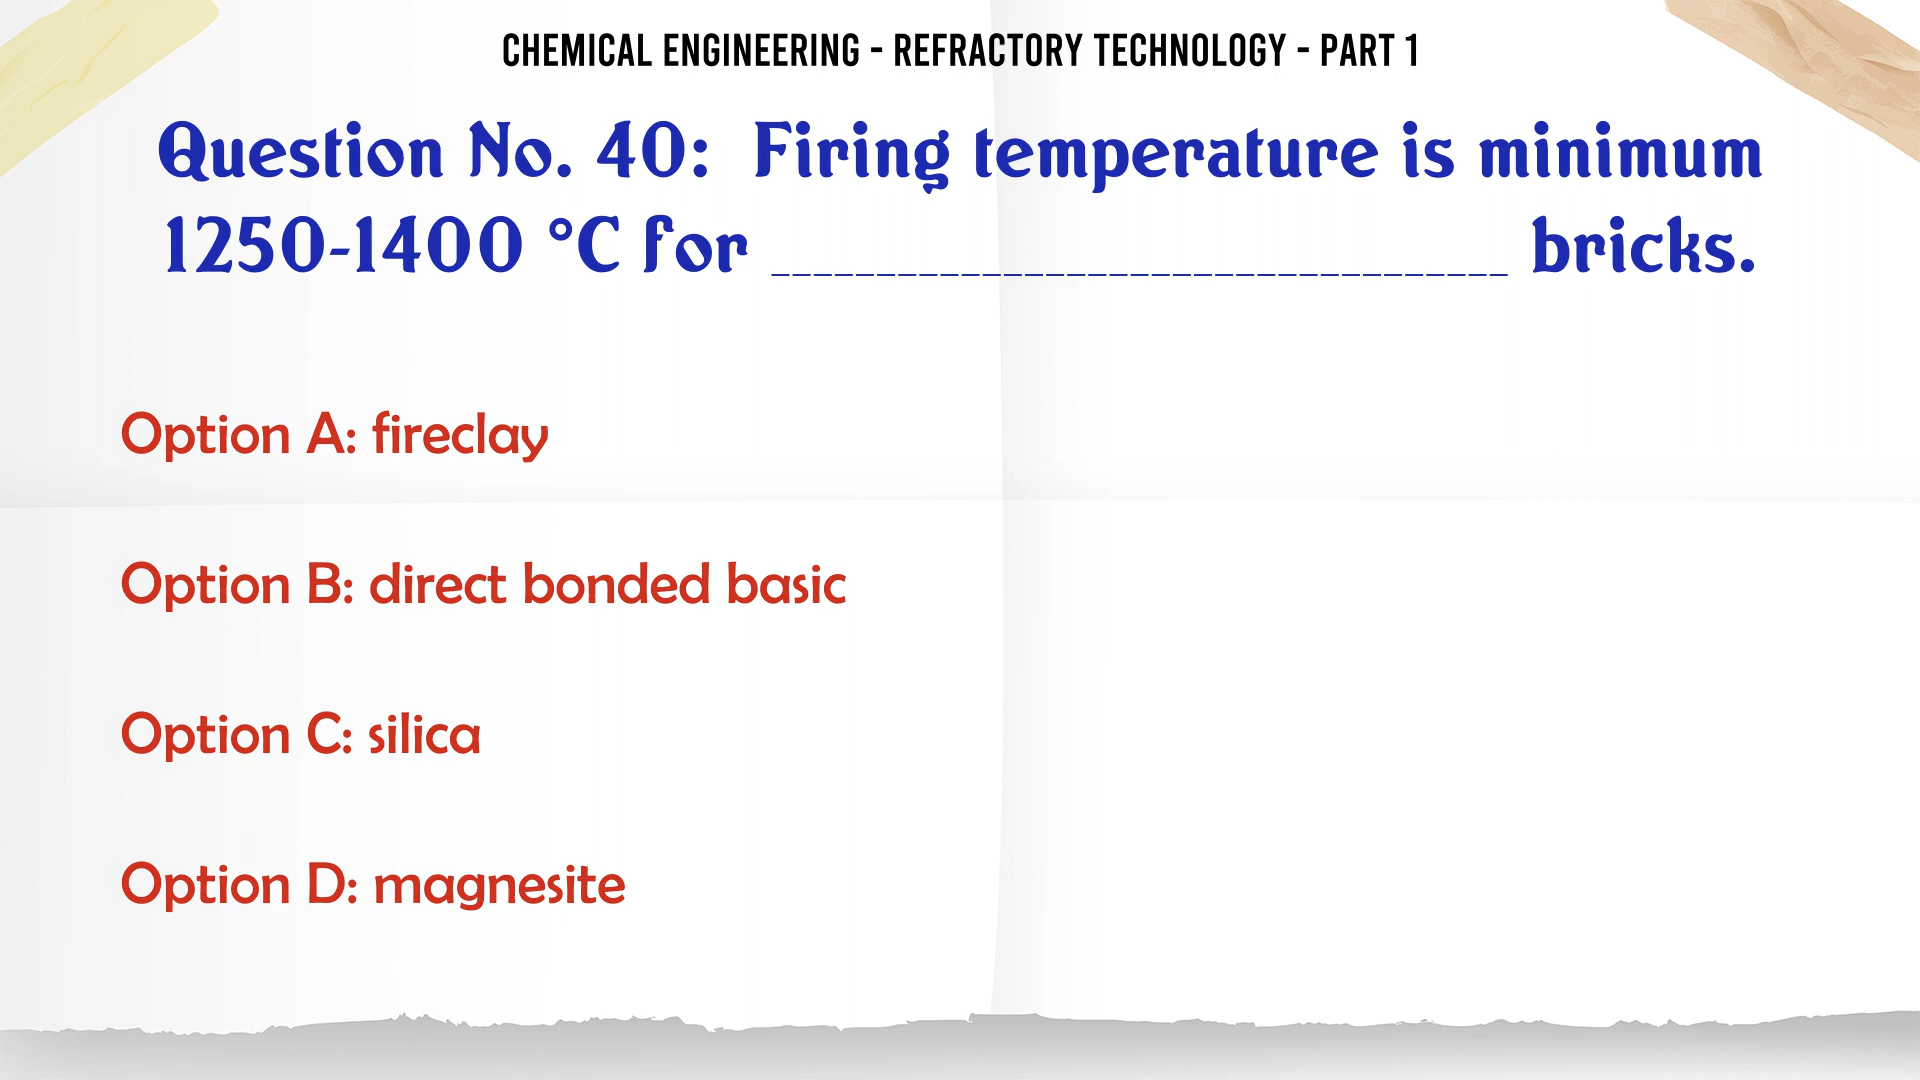 CHEMICAL ENGINEERING - REFRACTORY TECHNOLOGY - PART 1
Question No. 40: Firing temperature is minimum
1250-1400 °C for ___________________________________ bricks.
Option A: fireclay
Option B: direct bonded basic
Option C: silica
Option D: magnesite